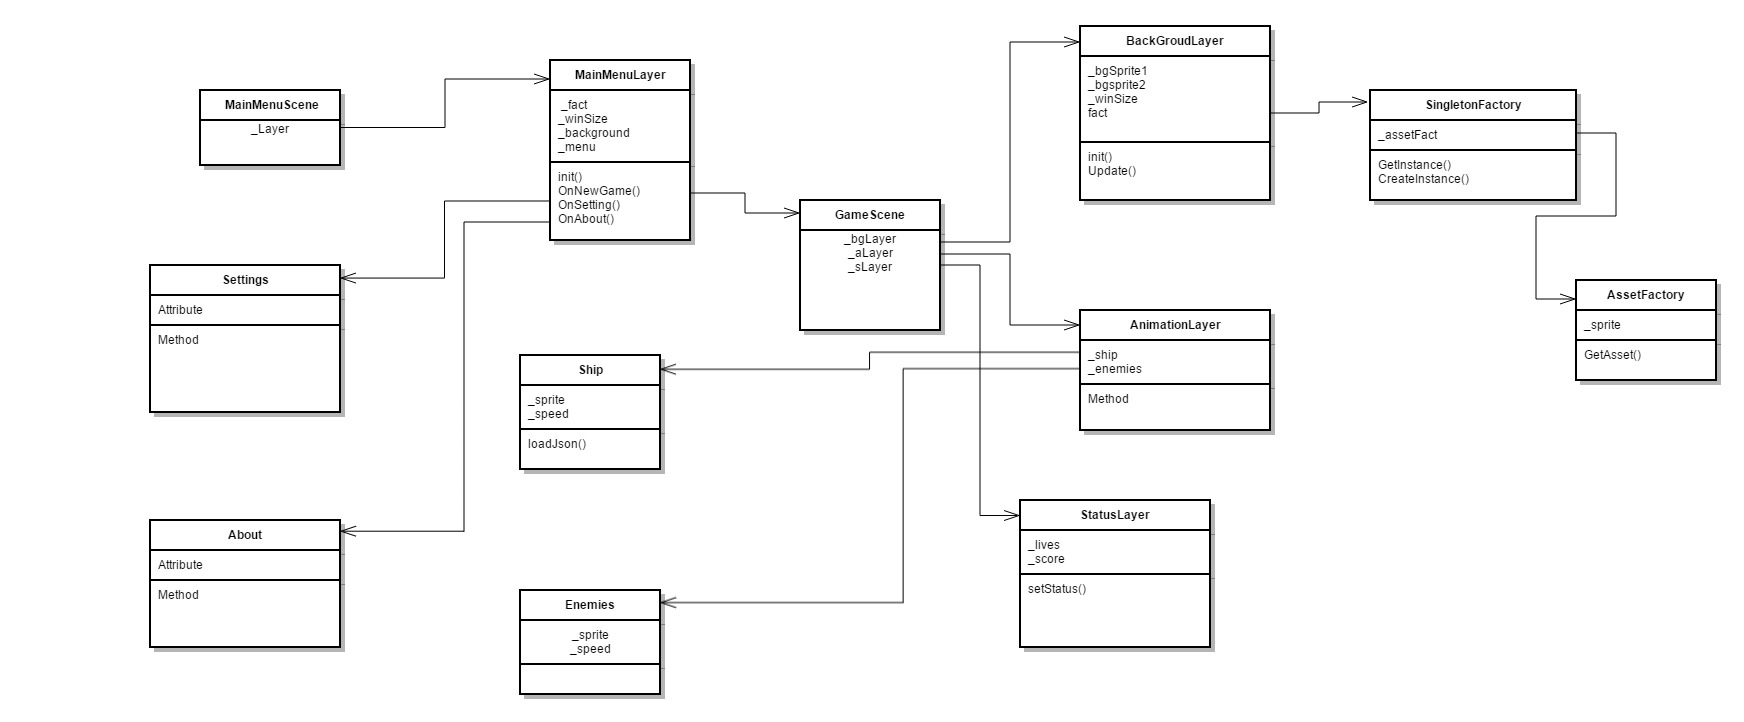 MainMenuScene
_Layer
MainMenuLayer
_fact
_winSize
_background
_menu
init()
OnNewGame()
OnSetting()
OnAbout()
Settings
Attribute
Method
About
Attribute
Method
GameScene
_bgLayer
_aLayer
_sLayer
Ship
_sprite
_speed
loadJson()
Enemies
_sprite
_speed
BackGroudLayer
_bgSprite1
_bgsprite2
_winSize
fact
init()
Update()
AnimationLayer
_ship
_enemies
Method
StatusLayer
_lives
_score
setStatus()
SingletonFactory
_assetFact
GetInstance()
CreateInstance()
AssetFactory
_sprite
GetAsset()